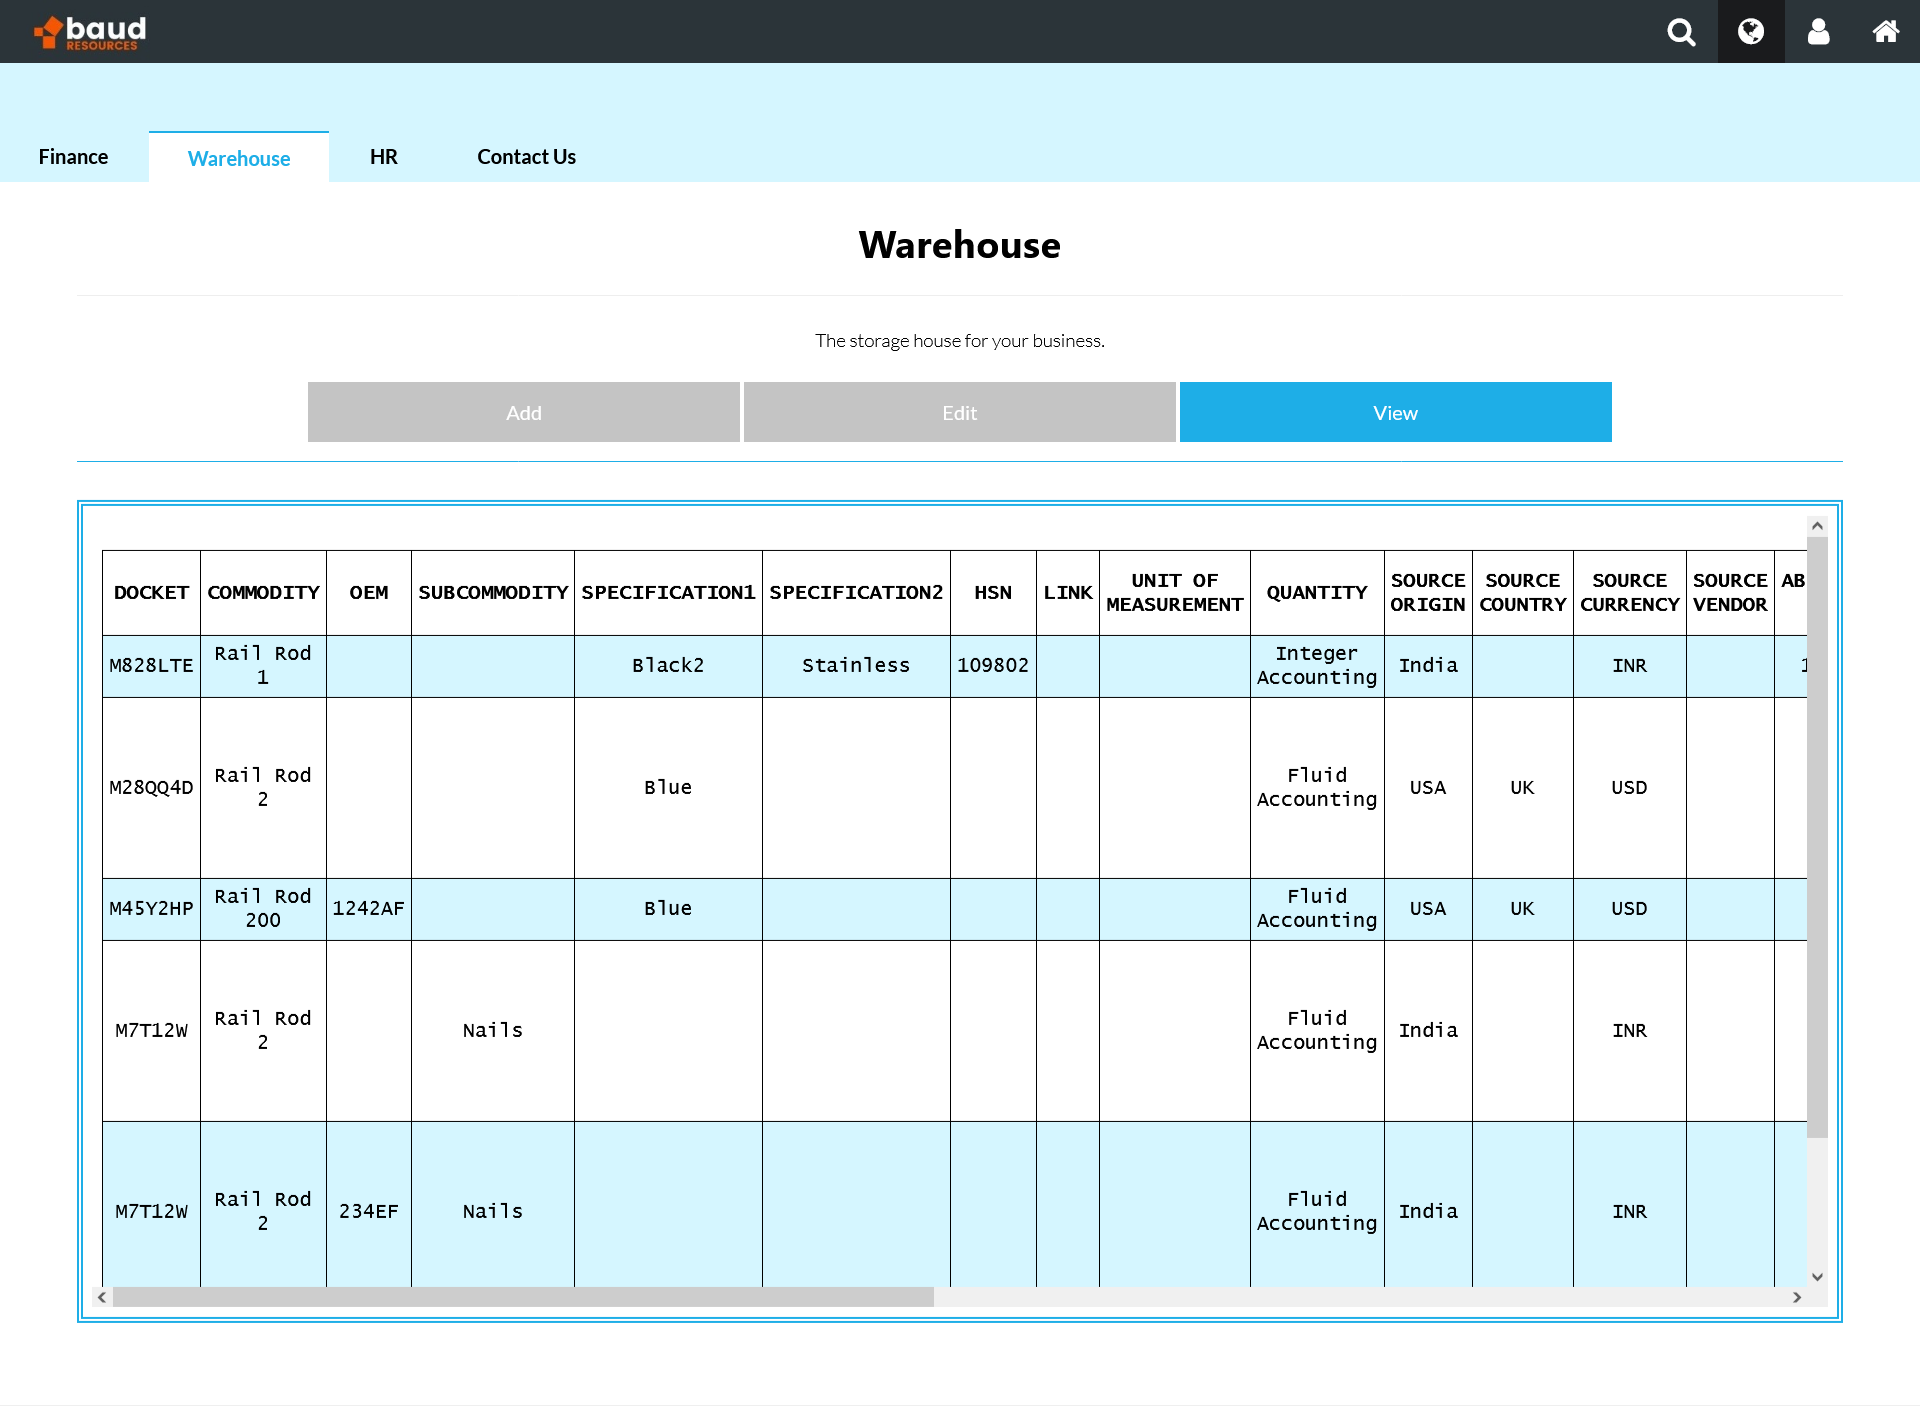 baud
RESOURCES
Finance
Warehouse
HR
Contact Us
Warehouse
The storage house for your business.
Add
Edit
View
DOCKET COMMODITY OEM SUBCOMMODITY SPECIFICATION1 SPECIFICATION2 HSN LINK UNIT OF MEASUREMENT QUANTITY SOURCE ORIGIN SOURCE COUNTRY SOURCE CURRENCY SOURCE VENDOR AB
M828LTE Rail Rod 1 Black2 Stainless 109802 Integer Accounting India INR 1
M28QQ4D Rail Rod 2 Blue Fluid Accounting USA UK USD
M45Y2HP Rail Rod 200 1242AF Blue Fluid Accounting USA UK USD
M7T12W Rail Rod 2 Nails Fluid Accounting India INR
M7T12W Rail Rod 2 234EF Nails Fluid Accounting India INR